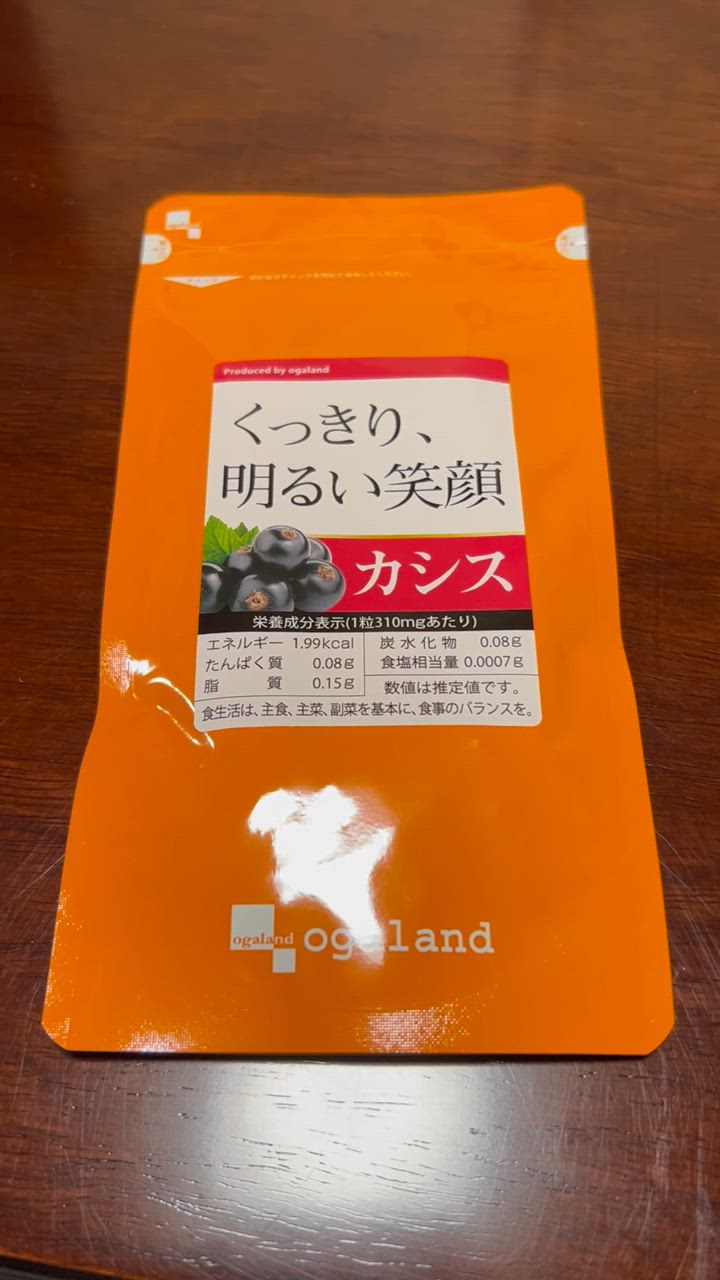 チャック
Produced by ogaland
くっきり、
明るい笑顔
カシス
栄養成分表示(1粒310mgあたり)
エネルギー 1.99kcal
たんぱく質 0.08g
脂質 0.15g
炭水化物 0.08g
食塩相当量 0.0007g
数値は推定値です。
食生活は、主食、主菜、副菜を基本に、食事のバランスを。
ogaland
ogaland